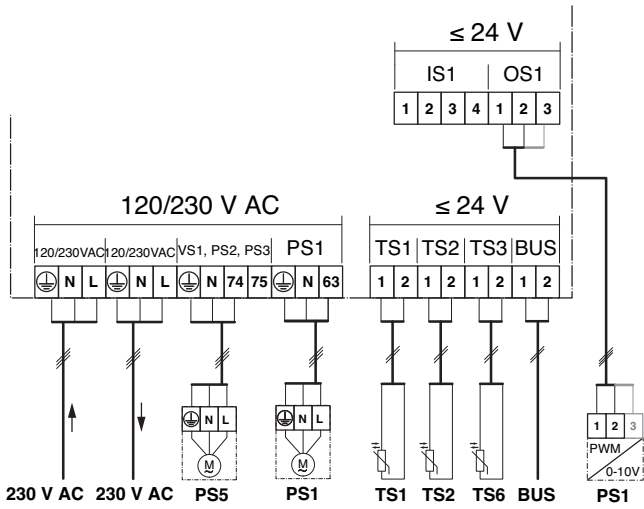 ≤ 24 V
IS1 OS1
1 2 3 4 1 2 3
120/230 V AC ≤ 24 V
120/230VAC 120/230VAC VS1, PS2, PS3 PS1 TS1 TS2 TS3 BUS
N L N L N 74 75 N 63 1 2 1 2 1 2 1 2
N L N L 1 2 3
M M PWM
0-10V
230 V AC 230 V AC PS5 PS1 TS1 TS2 TS6 BUS PS1